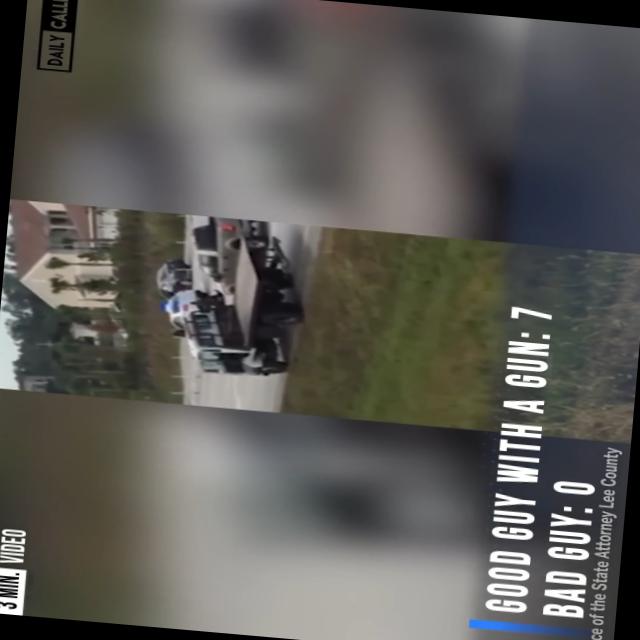 DAILY CALL
3 MIN. VIDEO
GOOD GUY WITH A GUN: 7
BAD GUY: 0
of the State Attorney Lee County